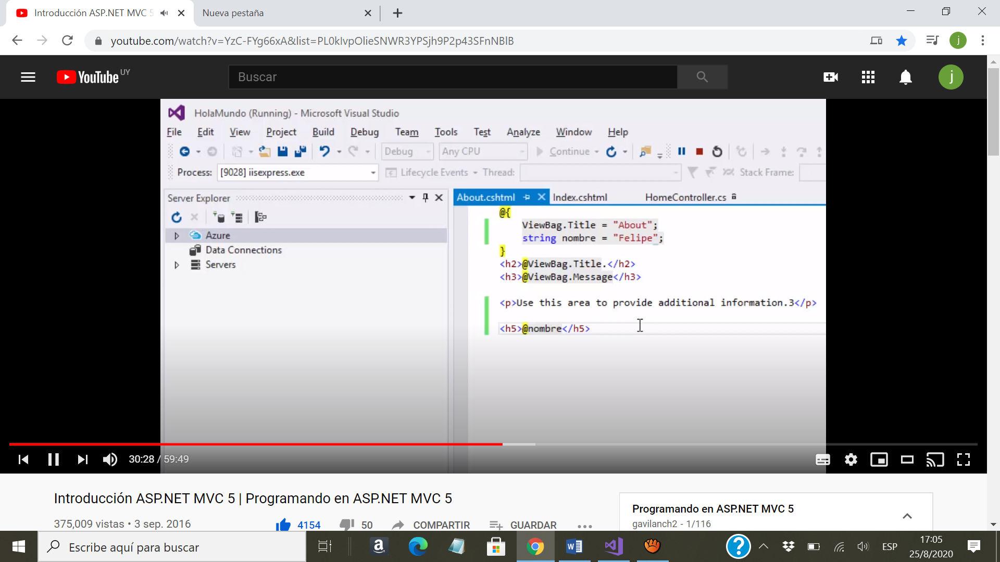 Introducción ASP.NET MVC 5
Nueva pestaña
youtube.com/watch?v=YzC-FYg66xA&list=PL0kIvpOlieSNWR3YPSjh9P2p43SFnNBlB
j
YouTube UY
Buscar
j
HolaMundo (Running) - Microsoft Visual Studio
File Edit View Project Build Debug Team Tools Test Analyze Window Help
Debug Any CPU Continue
Process: [9028] iisexpress.exe Lifecycle Events Thread: Stack Frame:
Server Explorer
About.cshtml Index.cshtml HomeController.cs
Azure
Data Connections
Servers
@{
ViewBag.Title = "About";
string nombre = "Felipe";
}
<h2>@ViewBag.Title.</h2>
<h3>@ViewBag.Message</h3>
<p>Use this area to provide additional information.3</p>
<h5>@nombre</h5>
30:28 / 59:49
Introducción ASP.NET MVC 5 | Programando en ASP.NET MVC 5
375,009 vistas • 3 sep. 2016
4154 50 COMPARTIR GUARDAR
Programando en ASP.NET MVC 5
gavilanch2 - 1/116
Escribe aquí para buscar
ESP
17:05
25/8/2020